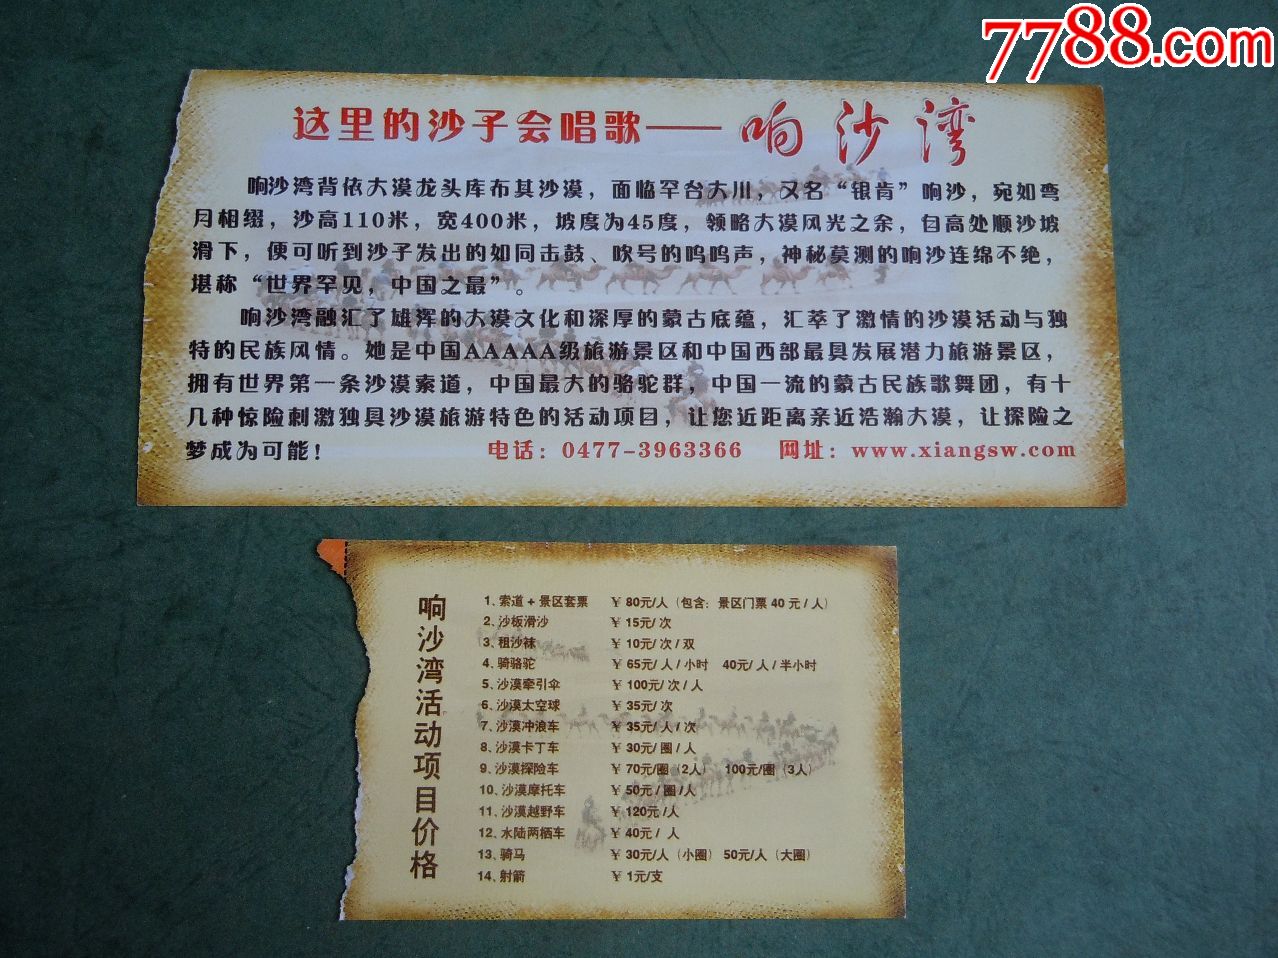 7788.com
这里的沙子会唱歌——响沙湾
响沙湾背依大漠龙头库布其沙漠，面临罕台大川，又名“银肯”响沙，宛如弯
月相缀，沙高110米，宽400米，坡度为45度，领略大漠风光之余，自高处顺沙坡
滑下，便可听到沙子发出的如同击鼓、吹号的呜呜声，神秘莫测的响沙连绵不绝，
堪称“世界罕见，中国之最”。
响沙湾融汇了雄浑的大漠文化和深厚的蒙古底蕴，汇萃了激情的沙漠活动与独
特的民族风情。她是中国AAAAA级旅游景区和中国西部最具发展潜力旅游景区，
拥有世界第一条沙漠索道，中国最大的骆驼群，中国一流的蒙古民族歌舞团，有十
几种惊险刺激独具沙漠旅游特色的活动项目，让您近距离亲近浩瀚大漠，让探险之
梦成为可能！ 电话：0477-3963366 网址：www.xiangsw.com
响沙湾活动项目价格
1、索道+景区套票 ￥80元/人（包含：景区门票 40 元 / 人）
2、沙板滑沙 ￥15元/ 次
3、租沙袜 ￥10元/ 次 / 双
4、骑骆驼 ￥65元/ 人 / 小时 40元/ 人 / 半小时
5、沙漠牵引伞 ￥100元/ 次 / 人
6、沙漠太空球 ￥35元/ 次
7、沙漠冲浪车 ￥35元/ 人 / 次
8、沙漠卡丁车 ￥30元/ 圈 / 人
9、沙漠探险车 ￥70元/圈（2人） 100元/圈（3人）
10、沙漠摩托车 ￥50元/ 圈 /人
11、沙漠越野车 ￥120元 /人
12、水陆两栖车 ￥40元 / 人
13、骑马 ￥30元/人（小圈） 50元/人（大圈）
14、射箭 ￥1元/支